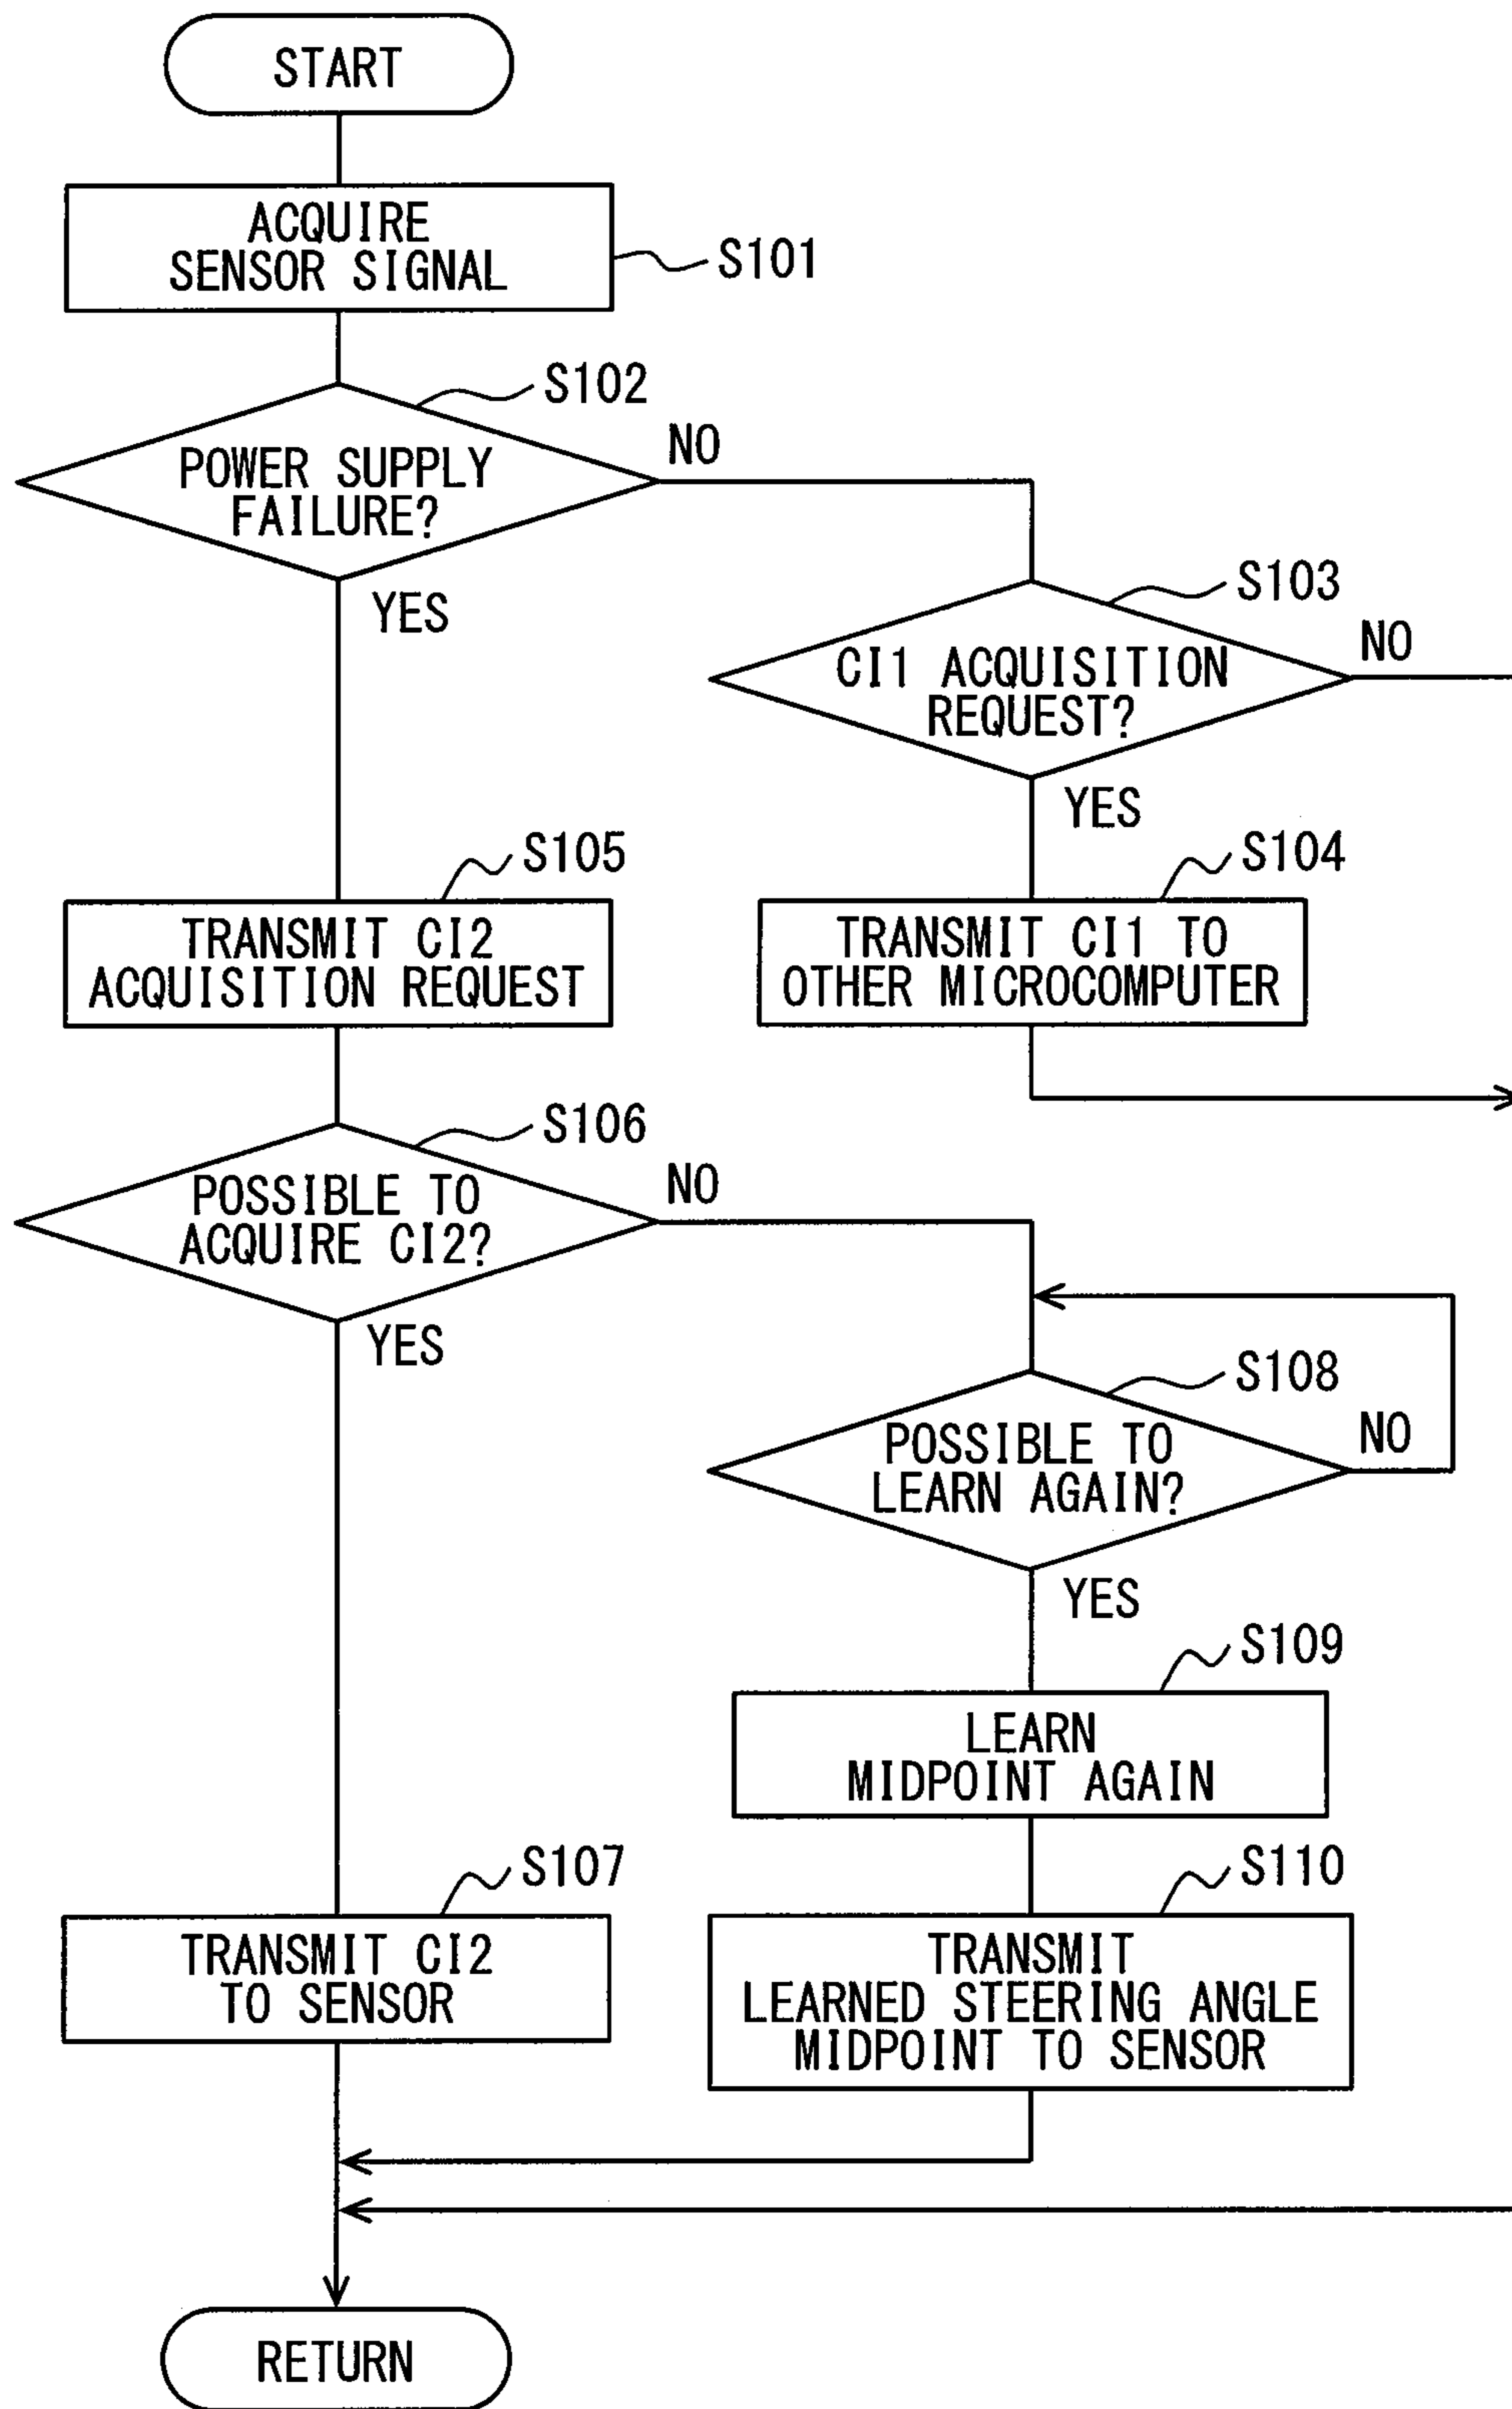 START
ACQUIRE
SENSOR SIGNAL
S101
S102
POWER SUPPLY
FAILURE?
NO
YES
S103
CI1 ACQUISITION
REQUEST?
NO
YES
S104
TRANSMIT CI1 TO
OTHER MICROCOMPUTER
S105
TRANSMIT CI2
ACQUISITION REQUEST
S106
POSSIBLE TO
ACQUIRE CI2?
NO
YES
S108
POSSIBLE TO
LEARN AGAIN?
NO
YES
S109
LEARN
MIDPOINT AGAIN
S107
TRANSMIT CI2
TO SENSOR
S110
TRANSMIT
LEARNED STEERING ANGLE
MIDPOINT TO SENSOR
RETURN